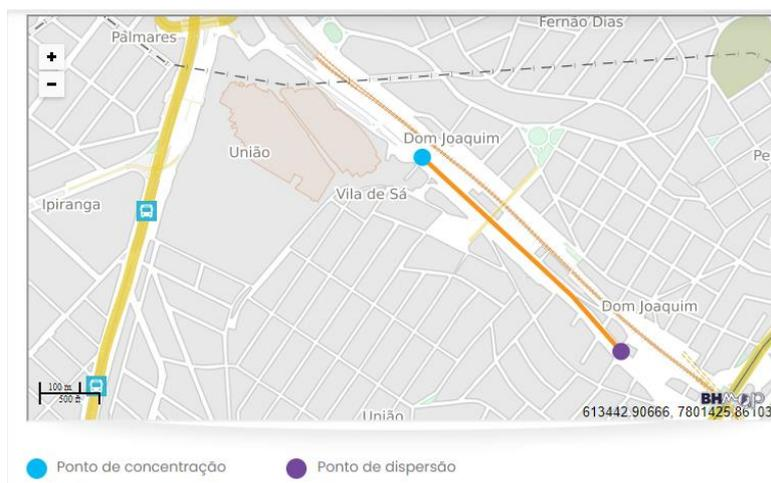 Palmares
Fernão Dias
+
−
União
Dom Joaquim
Pe
Vila de Sá
Ipiranga
Dom Joaquim
100 m
500 ft
União
BHmap
613442.90666, 7801425.86103
Ponto de concentração
Ponto de dispersão